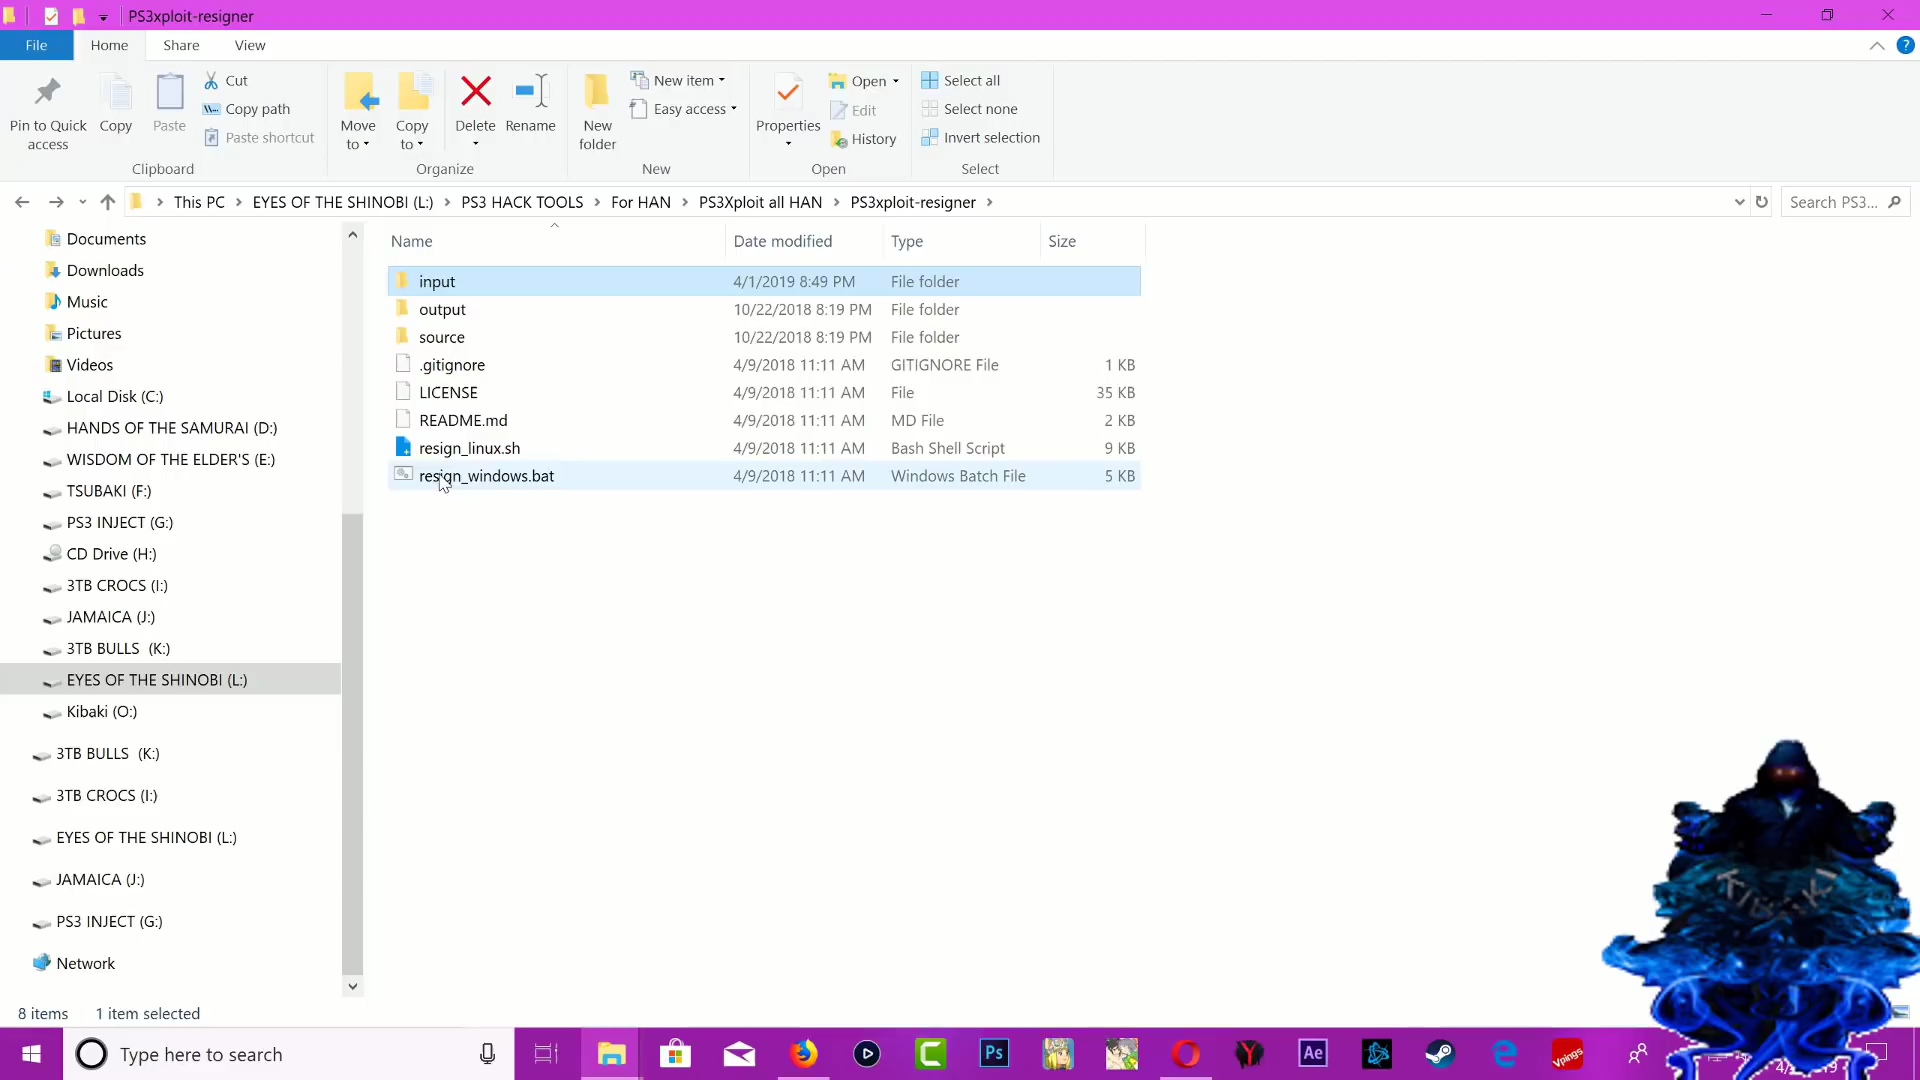 PS3xploit-resigner
File Home Share View
Pin to Quick access
Copy
Paste
Cut
Copy path
Paste shortcut
Clipboard
Move to
Copy to
Delete
Rename
Organize
New folder
New item
Easy access
New
Properties
Open
Edit
History
Open
Select all
Select none
Invert selection
Select
This PC EYES OF THE SHINOBI (L:) PS3 HACK TOOLS For HAN PS3Xploit all HAN PS3xploit-resigner
Search PS3...
Documents
Downloads
Music
Pictures
Videos
Local Disk (C:)
HANDS OF THE SAMURAI (D:)
WISDOM OF THE ELDER'S (E:)
TSUBAKI (F:)
PS3 INJECT (G:)
CD Drive (H:)
3TB CROCS (I:)
JAMAICA (J:)
3TB BULLS (K:)
EYES OF THE SHINOBI (L:)
Kibaki (O:)
3TB BULLS (K:)
3TB CROCS (I:)
EYES OF THE SHINOBI (L:)
JAMAICA (J:)
PS3 INJECT (G:)
Network
Name Date modified Type Size
input 4/1/2019 8:49 PM File folder
output 10/22/2018 8:19 PM File folder
source 10/22/2018 8:19 PM File folder
.gitignore 4/9/2018 11:11 AM GITIGNORE File 1 KB
LICENSE 4/9/2018 11:11 AM File 35 KB
README.md 4/9/2018 11:11 AM MD File 2 KB
resign_linux.sh 4/9/2018 11:11 AM Bash Shell Script 9 KB
resign_windows.bat 4/9/2018 11:11 AM Windows Batch File 5 KB
8 items 1 item selected
Type here to search
Ps
Ae
Vpings